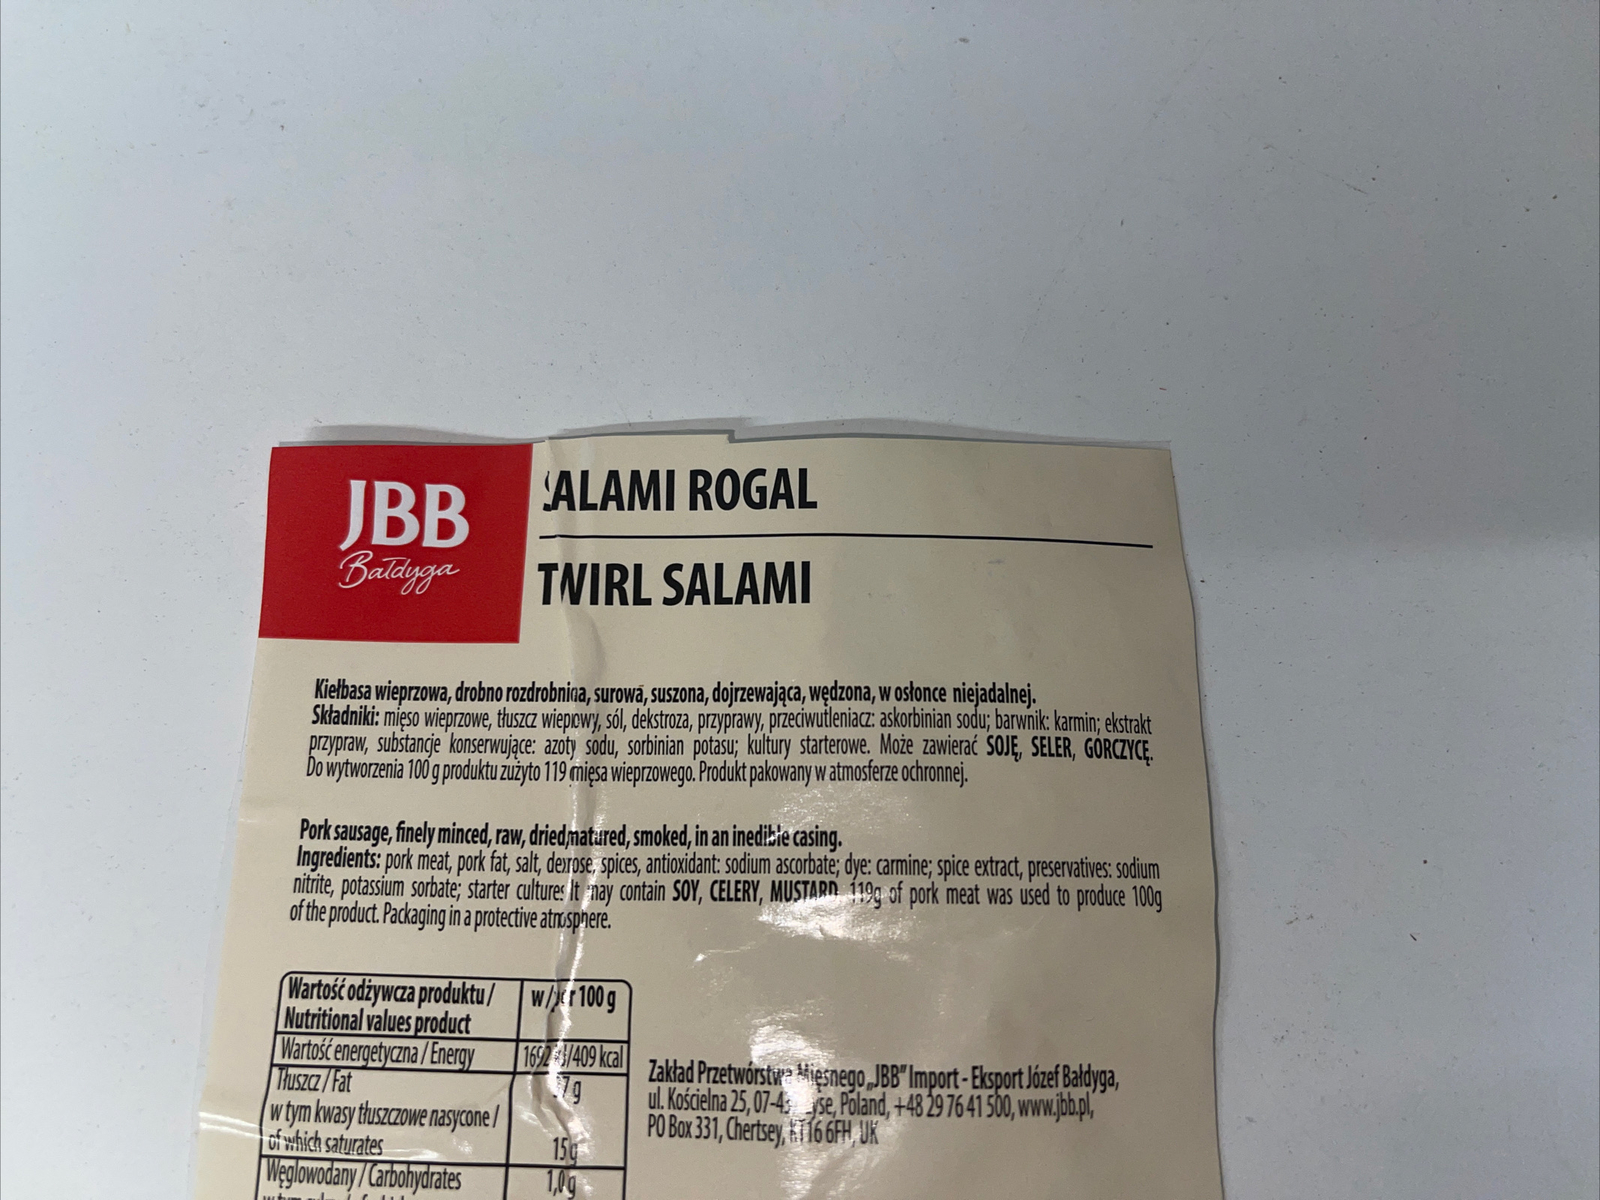 JBB
Bałdyga
ALAMI ROGAL
TWIRL SALAMI
Kiełbasa wieprzowa, drobno rozdrobniona, surowa, suszona, dojrzewająca, wędzona, w osłonce niejadalnej.
Składniki: mięso wieprzowe, tłuszcz wieprzowy, sól, dekstroza, przyprawy, przeciwutleniacz: askorbinian sodu; barwnik: karmin; ekstrakt
przypraw, substancje konserwujące: azotyn sodu, sorbinian potasu; kultury starterowe. Może zawierać SOJĘ, SELER, GORCZYCĘ.
Do wytworzenia 100 g produktu zużyto 119 mięsa wieprzowego. Produkt pakowany w atmosferze ochronnej.
Pork sausage, finely minced, raw, dried, matured, smoked, in an inedible casing.
Ingredients: pork meat, pork fat, salt, dexrose, spices, antioxidant: sodium ascorbate; dye: carmine; spice extract, preservatives: sodium
nitrite, potassium sorbate; starter cultures. It may contain SOY, CELERY, MUSTARD. 119g of pork meat was used to produce 100g
of the product. Packaging in a protective atmosphere.
Wartość odżywcza produktu / w / per 100 g
Nutritional values product
Wartość energetyczna / Energy 1692 kJ/409 kcal
Tłuszcz / Fat 37 g
w tym kwasy tłuszczowe nasycone /
of which saturates 15 g
Węglowodany / Carbohydrates 1,0 g
Zakład Przetwórstwa Mięsnego „JBB" Import - Eksport Józef Bałdyga,
ul. Kościelna 25, Poland, +48 29 76 41 500, www.jbb.pl,
PO Box 331, Chertsey, KT16 6FH, UK